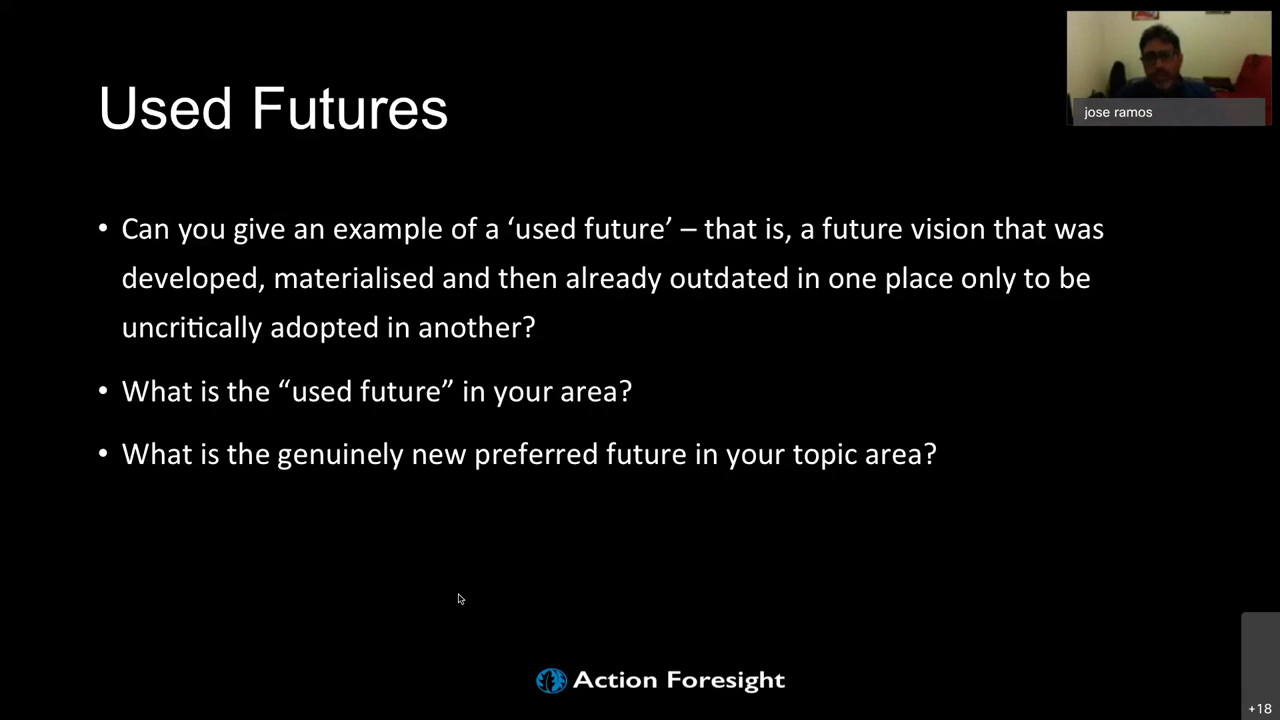 Used Futures
jose ramos
• Can you give an example of a ‘used future’ – that is, a future vision that was
developed, materialised and then already outdated in one place only to be
uncritically adopted in another?
• What is the “used future” in your area?
• What is the genuinely new preferred future in your topic area?
Action Foresight
+18